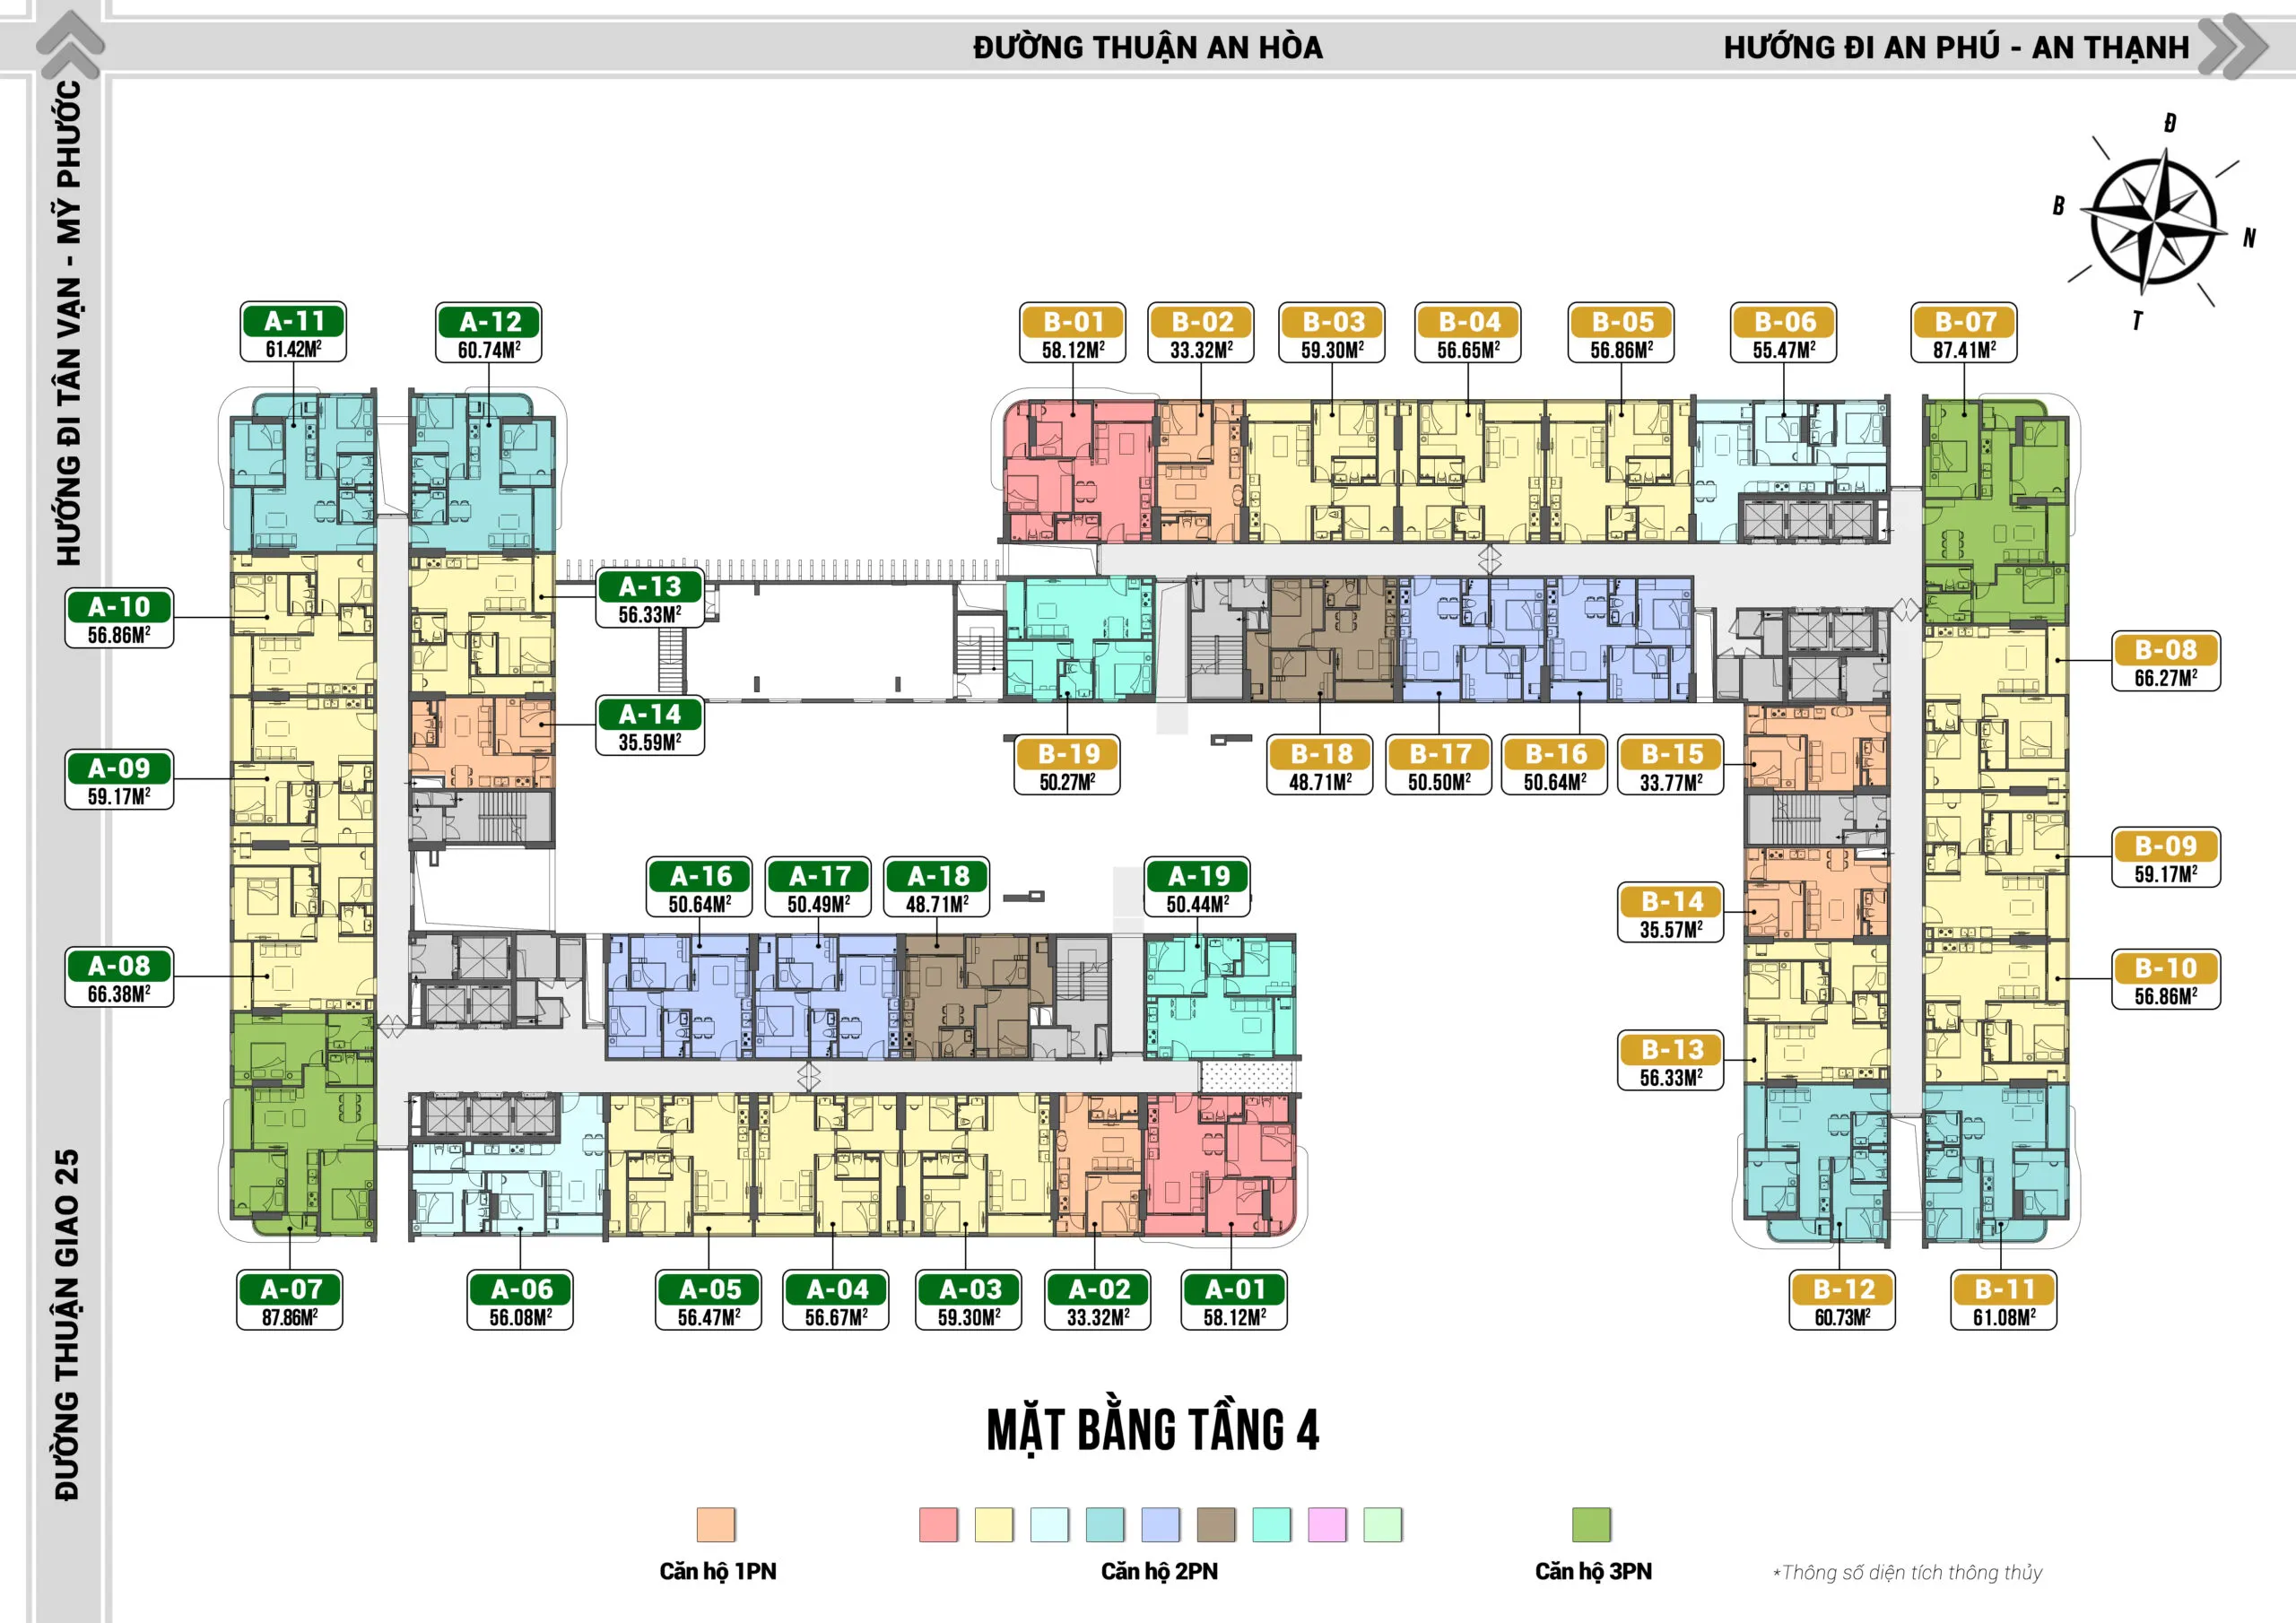 ĐƯỜNG THUẬN AN HÒA
HƯỚNG ĐI AN PHÚ - AN THẠNH
HƯỚNG ĐI TÂN VẠN - MỸ PHƯỚC
ĐƯỜNG THUẬN GIAO 25
Đ
B
N
T
A-11
61.42M²
A-12
60.74M²
B-01
58.12M²
B-02
33.32M²
B-03
59.30M²
B-04
56.65M²
B-05
56.86M²
B-06
55.47M²
B-07
87.41M²
A-10
56.86M²
A-13
56.33M²
A-14
35.59M²
A-09
59.17M²
A-08
66.38M²
B-19
50.27M²
B-18
48.71M²
B-17
50.50M²
B-16
50.64M²
B-15
33.77M²
B-08
66.27M²
B-09
59.17M²
B-10
56.86M²
B-14
35.57M²
B-13
56.33M²
A-16
50.64M²
A-17
50.49M²
A-18
48.71M²
A-19
50.44M²
A-07
87.86M²
A-06
56.08M²
A-05
56.47M²
A-04
56.67M²
A-03
59.30M²
A-02
33.32M²
A-01
58.12M²
B-12
60.73M²
B-11
61.08M²
MẶT BẰNG TẦNG 4
Căn hộ 1PN
Căn hộ 2PN
Căn hộ 3PN
*Thông số diện tích thông thủy